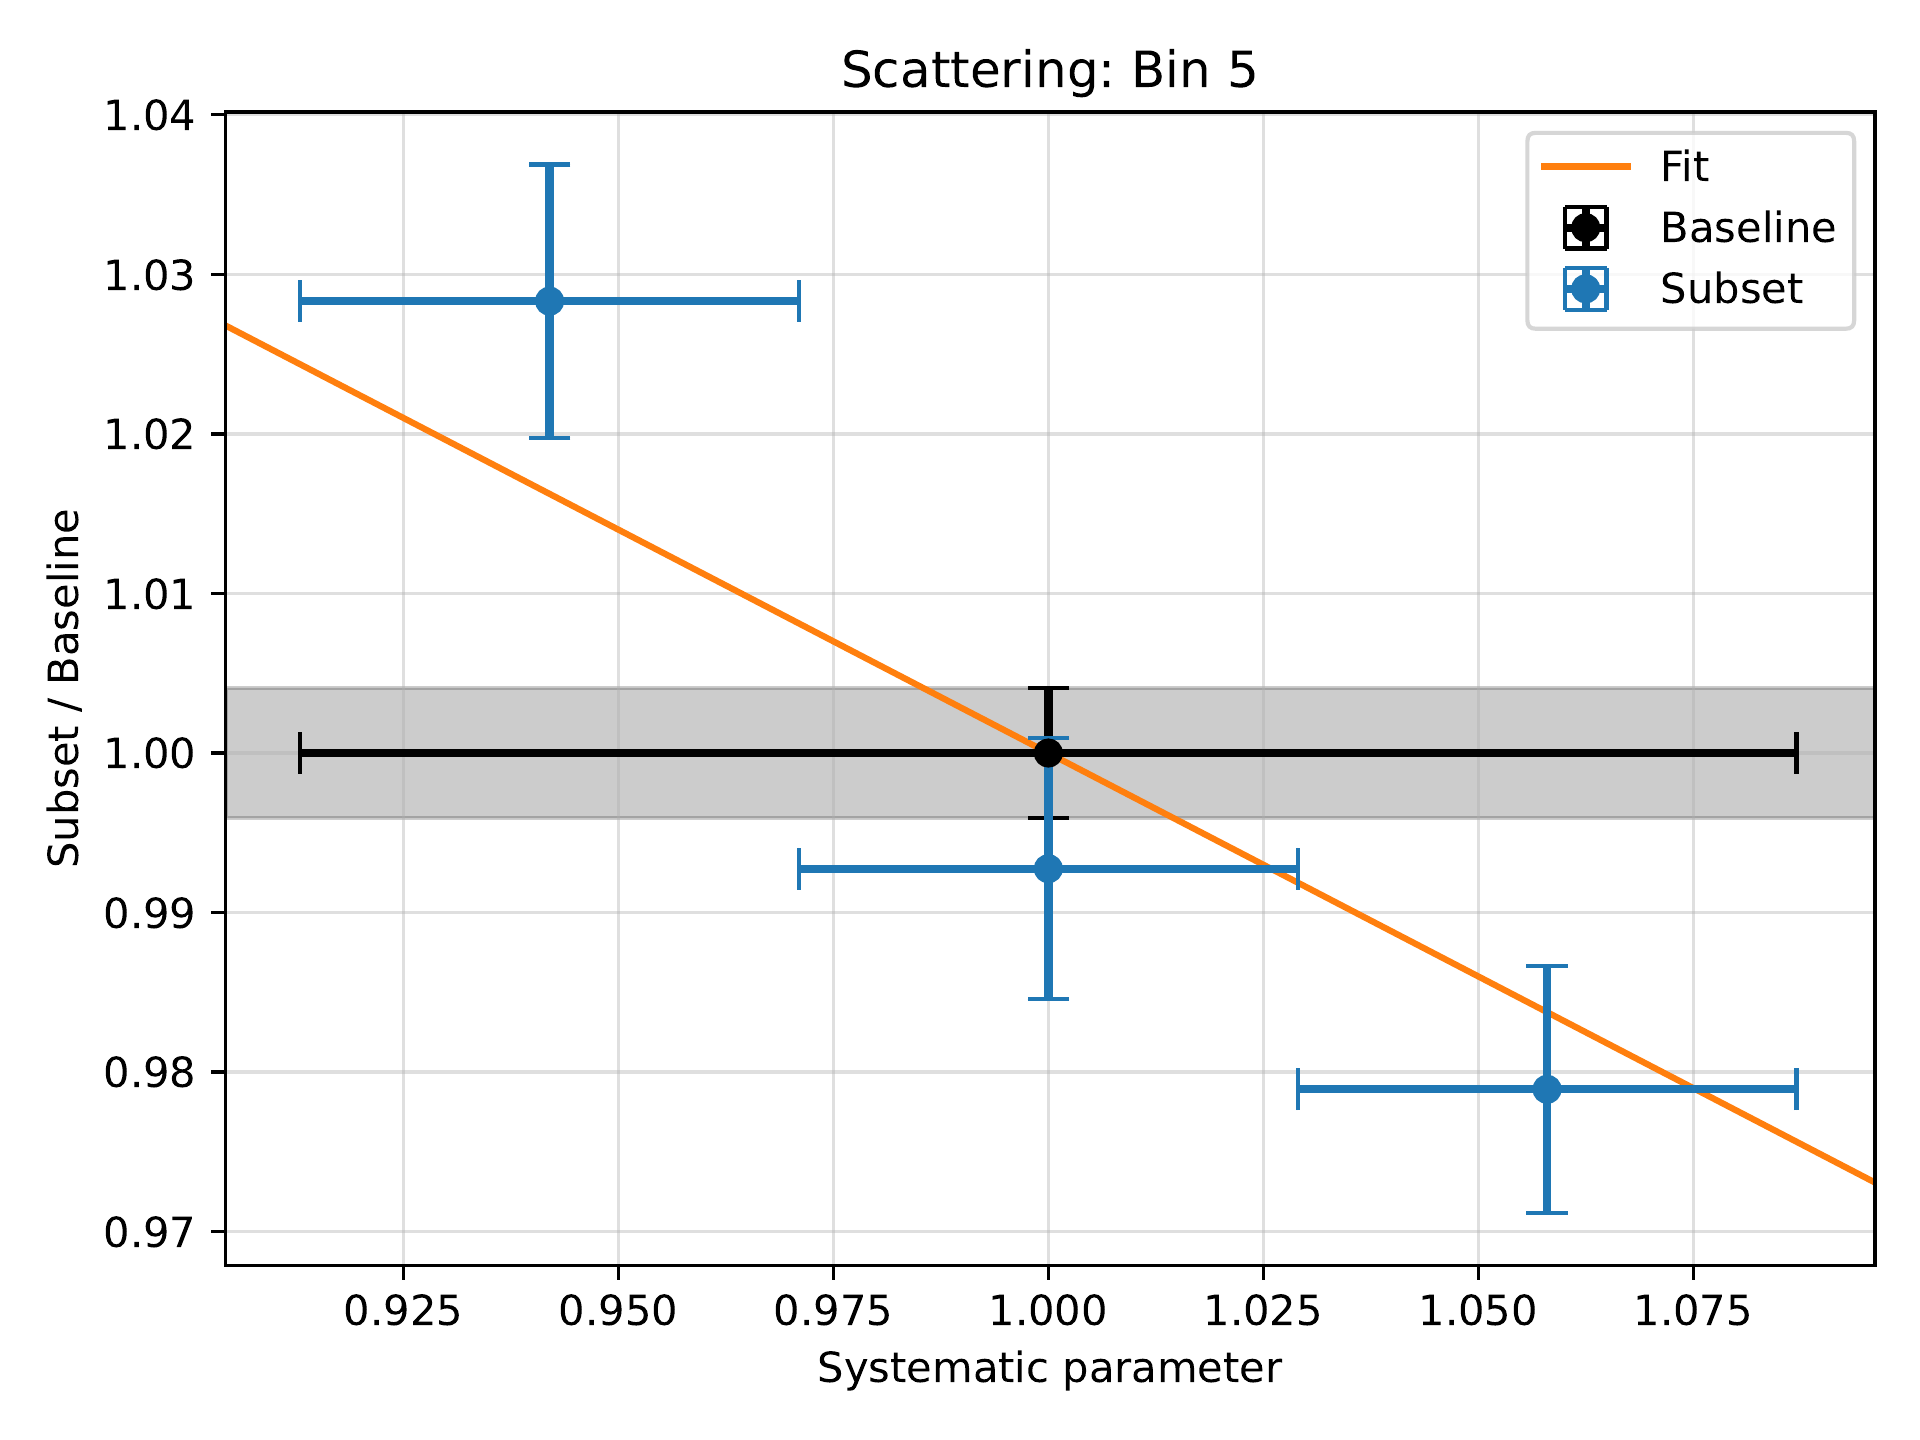 Scattering: Bin 5
1.04
1.03
1.02
1.01
1.00
0.99
0.98
0.97
Subset / Baseline
Fit
Baseline
Subset
0.925
0.950
0.975
1.000
1.025
1.050
1.075
Systematic parameter